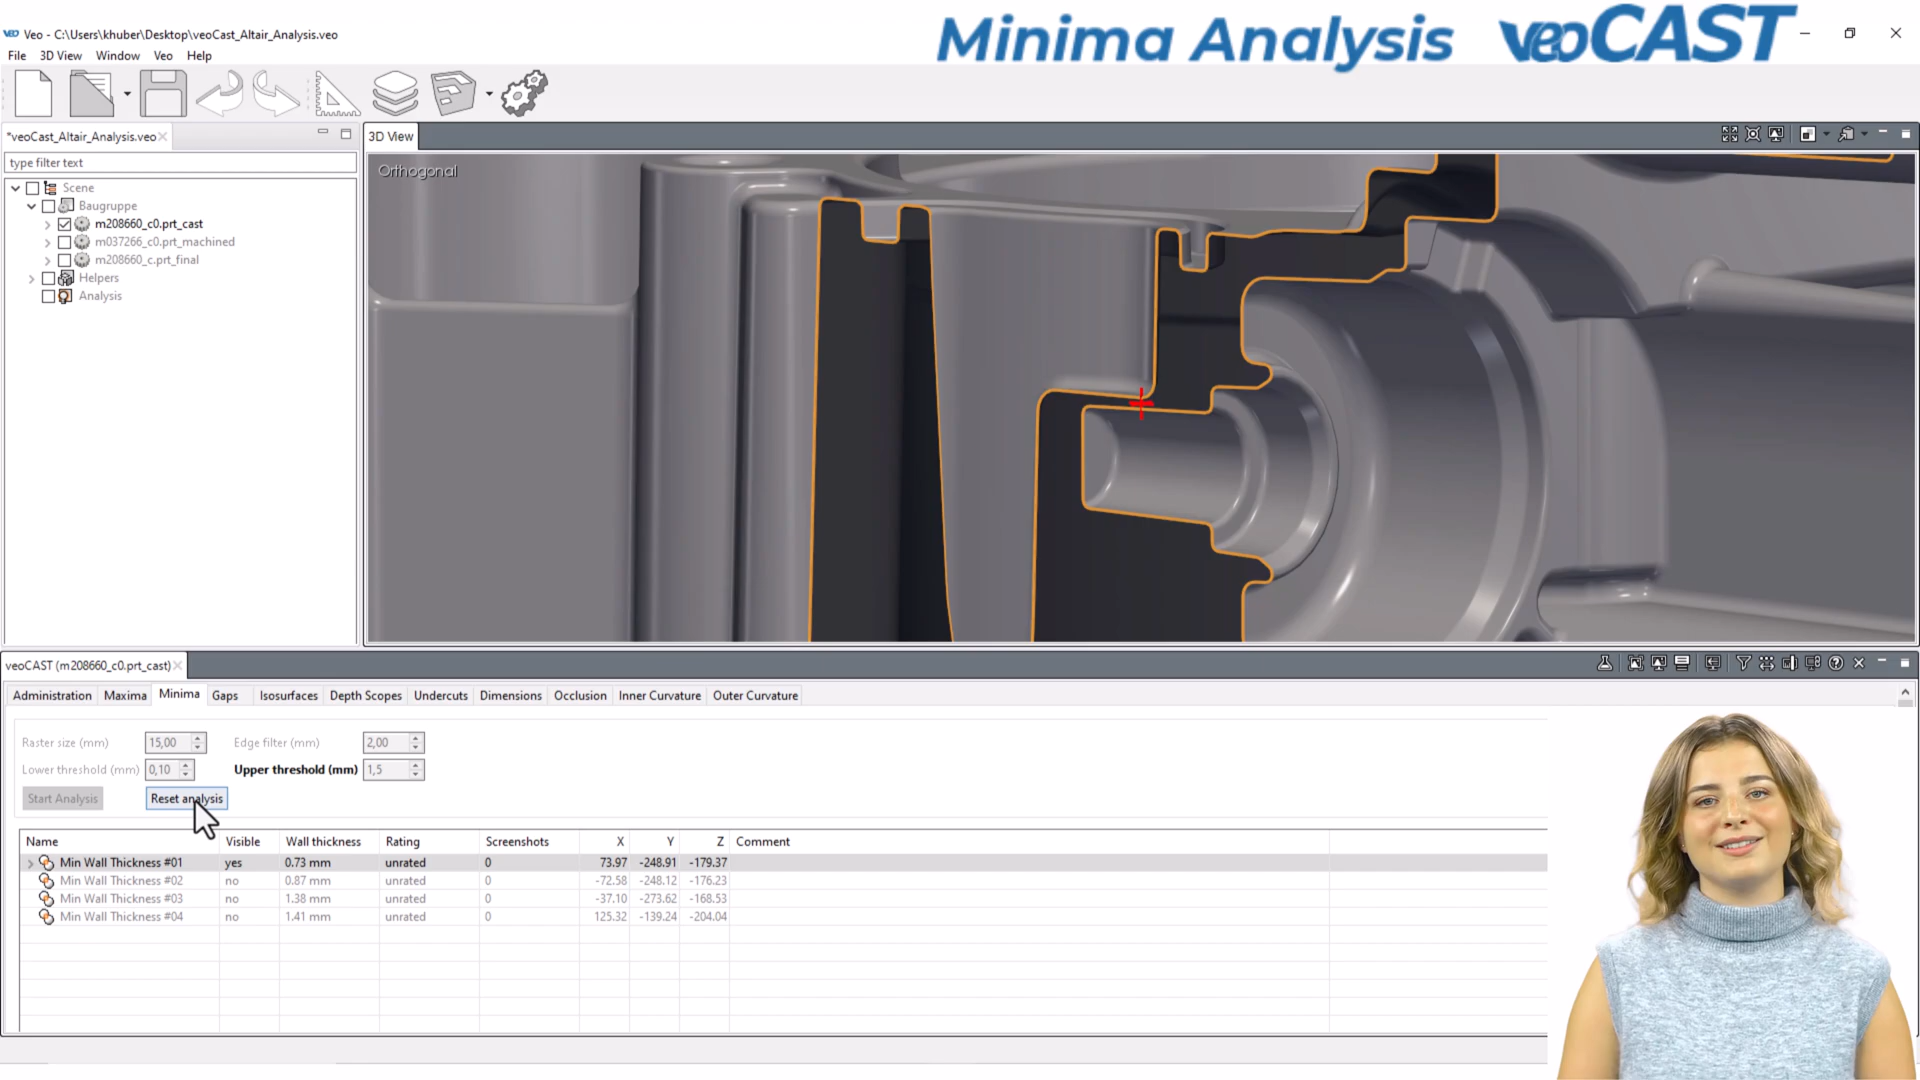 Minima Analysis veoCAST
VEO Veo - C:\Users\khuber\Desktop\veoCast_Altair_Analysis.veo
File 3D View Window Veo Help
*veoCast_Altair_Analysis.veo
3D View
type filter text
Orthogonal
Scene
Baugruppe
m208660_c0.prt_cast
m037266_c0.prt_machined
m208660_c.prt_final
Helpers
Analysis
veoCAST (m208660_c0.prt_cast)
Administration Maxima Minima Gaps Isosurfaces Depth Scopes Undercuts Dimensions Occlusion Inner Curvature Outer Curvature
Raster size (mm) 15,00 Edge filter (mm) 2,00
Lower threshold (mm) 0,10 Upper threshold (mm) 1,5
Start Analysis Reset analysis
Name Visible Wall thickness Rating Screenshots X Y Z Comment
Min Wall Thickness #01 yes 0.73 mm unrated 0 73.97 -248.91 -179.37
Min Wall Thickness #02 no 0.87 mm unrated 0 -72.58 -248.12 -176.23
Min Wall Thickness #03 no 1.38 mm unrated 0 -37.10 -273.62 -168.53
Min Wall Thickness #04 no 1.41 mm unrated 0 125.32 -139.24 -204.04